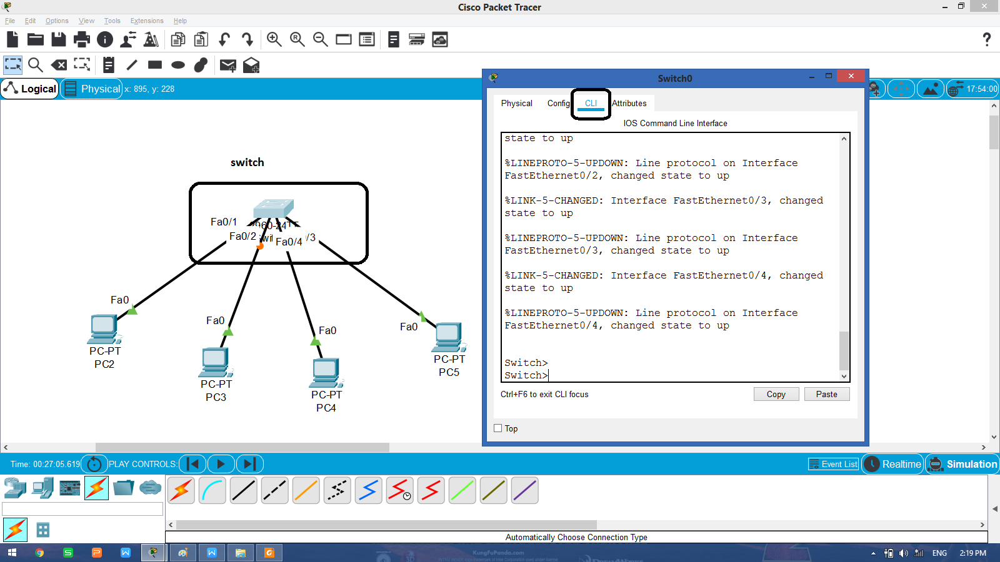 Cisco Packet Tracer
File Edit Options View Tools Extensions Help
Logical
Physical
x: 895, y: 228
17:54:00
switch
Fa0/1
2960-24TT
Fa0/2
Fa0/4
/3
Fa0
PC-PT
PC2
Fa0
PC-PT
PC3
Fa0
PC-PT
PC4
Fa0
PC-PT
PC5
Switch0
Physical Config CLI Attributes
IOS Command Line Interface
state to up
%LINEPROTO-5-UPDOWN: Line protocol on Interface
FastEthernet0/2, changed state to up
%LINK-5-CHANGED: Interface FastEthernet0/3, changed
state to up
%LINEPROTO-5-UPDOWN: Line protocol on Interface
FastEthernet0/3, changed state to up
%LINK-5-CHANGED: Interface FastEthernet0/4, changed
state to up
%LINEPROTO-5-UPDOWN: Line protocol on Interface
FastEthernet0/4, changed state to up
Switch>
Switch>
Ctrl+F6 to exit CLI focus
Copy
Paste
Top
Time: 00:27:05.619
PLAY CONTROLS:
Event List
Realtime
Simulation
Automatically Choose Connection Type
KungFuPanda.com
ENG
2:19 PM